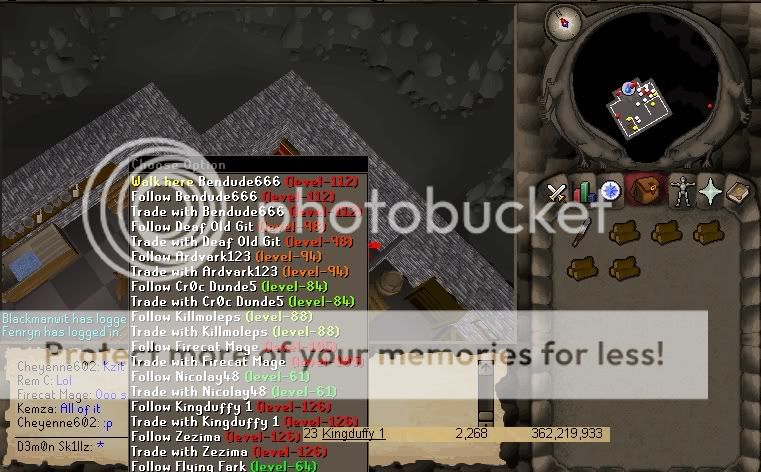 Choose Option
Walk here Bendude666 (level-112)
Follow Bendude666 (level-112)
Trade with Bendude666 (level-112)
Follow Deaf Old Git (level-98)
Trade with Deaf Old Git (level-98)
Follow Ardvark123 (level-94)
Trade with Ardvark123 (level-94)
Follow Cr0c Dunde5 (level-84)
Trade with Cr0c Dunde5 (level-84)
Follow Killmoleps (level-88)
Trade with Killmoleps (level-88)
Follow Firecat Mage (level-105)
Trade with Firecat Mage
Follow Nicolay48 (level-61)
Trade with Nicolay48 (level-61)
Follow Kingduffy 1 (level-126)
Trade with Kingduffy 1 (level-126)
Follow Zezima (level-126)
Trade with Zezima (level-126)
Follow Flying Fark (level-64)
photobucket
Protect more of your memories for less!
Blackmanwit has logge
Fenryn has logged in.
Cheyenne602: Kzit
Rem C: Lol
Firecat Mage: Ooo s
Kemza: All of it
Cheyenne602: :p
D3m0n Sk1llz: *
23 Kingduffy 1 2,268 362,219,933